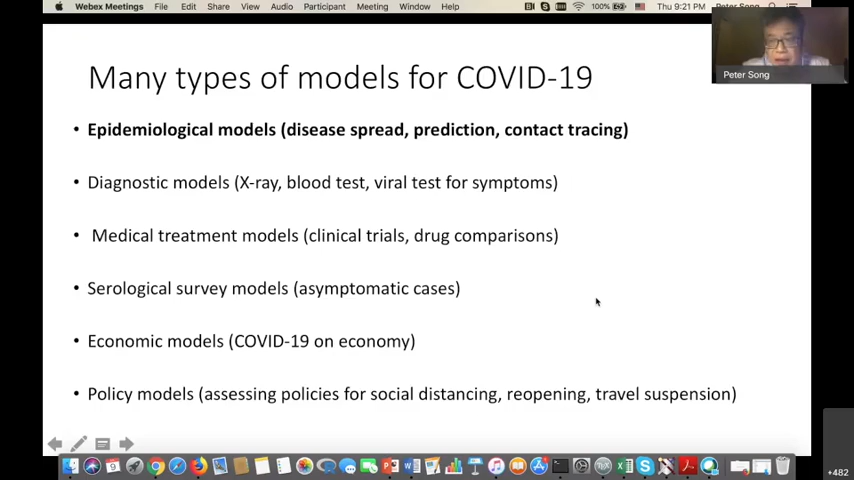 Webex Meetings File Edit Share View Audio Participant Meeting Window Help 100% Thu 9:21 PM Peter Song
Peter Song
Many types of models for COVID-19
• Epidemiological models (disease spread, prediction, contact tracing)
• Diagnostic models (X-ray, blood test, viral test for symptoms)
• Medical treatment models (clinical trials, drug comparisons)
• Serological survey models (asymptomatic cases)
• Economic models (COVID-19 on economy)
• Policy models (assessing policies for social distancing, reopening, travel suspension)
+482